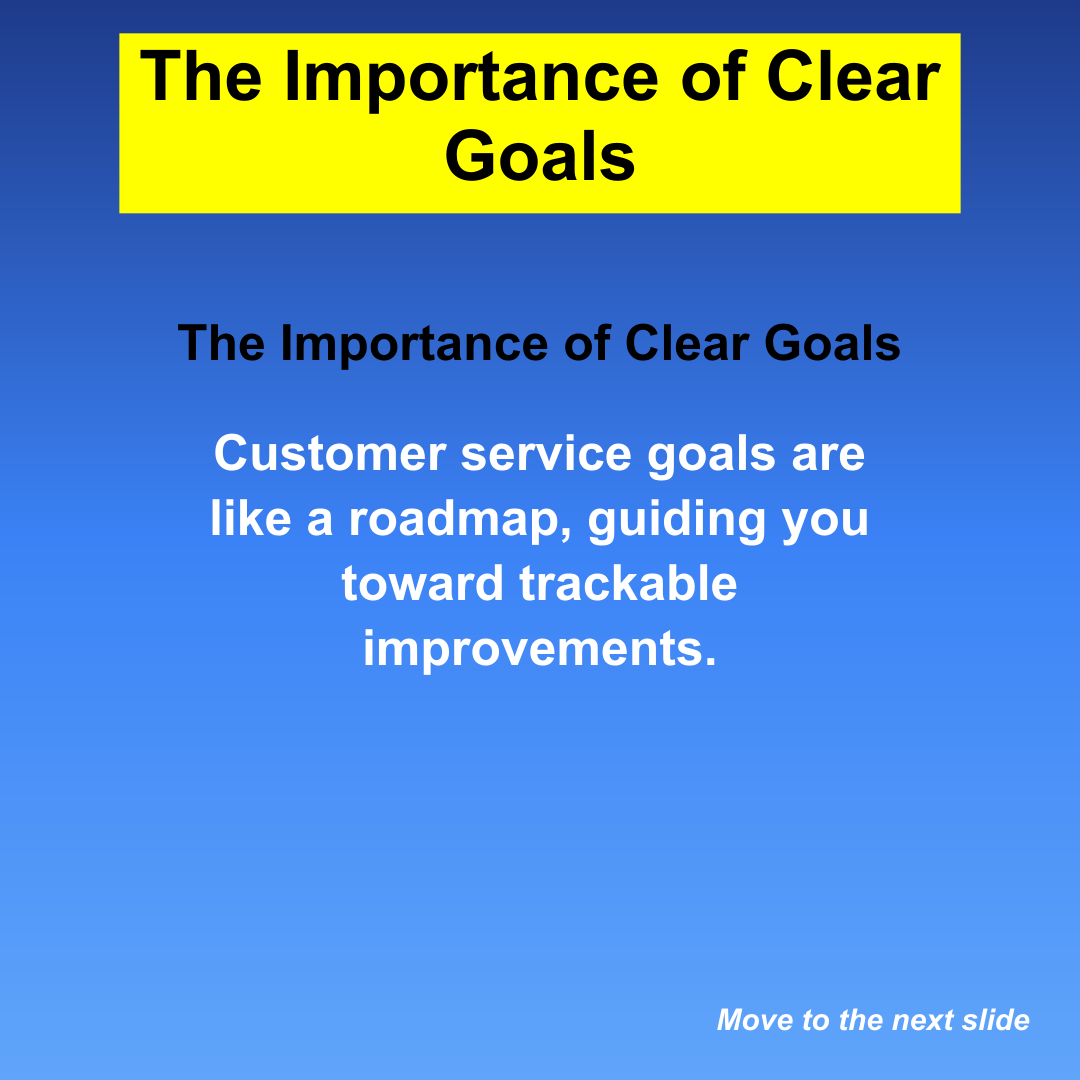 The Importance of Clear
Goals
The Importance of Clear Goals
Customer service goals are
like a roadmap, guiding you
toward trackable
improvements.
Move to the next slide